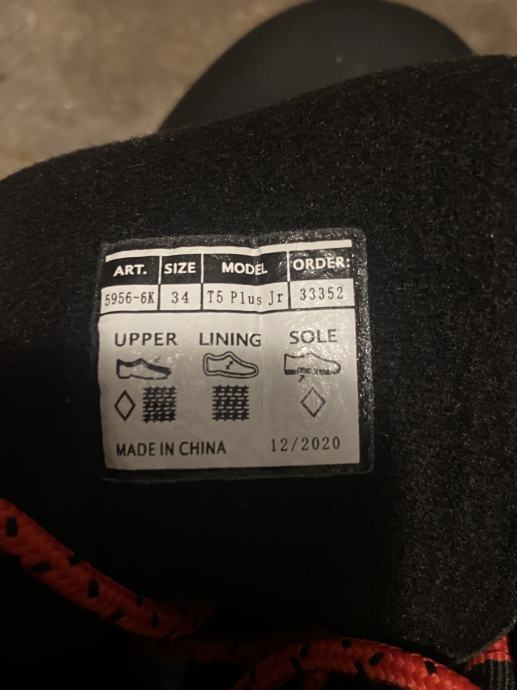 ART. SIZE MODEL ORDER:
5956-6K 34 T5 Plus Jr 33352
UPPER LINING SOLE
MADE IN CHINA 12/2020